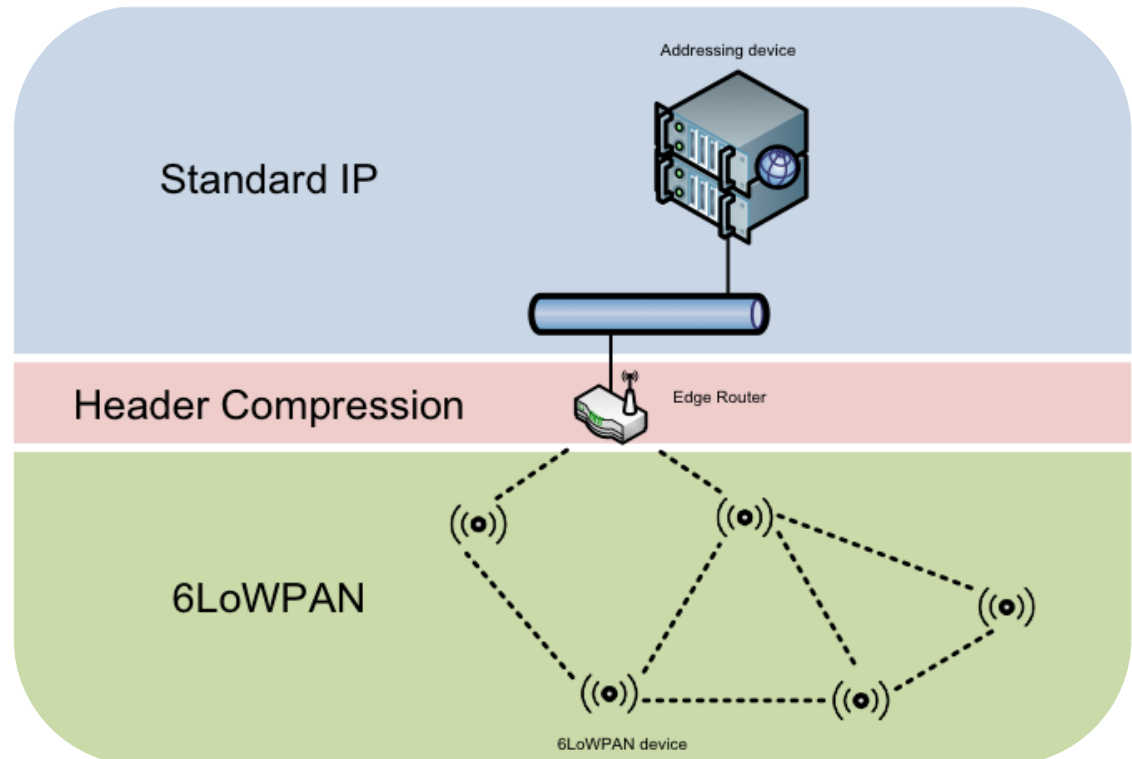 Addressing device
Standard IP
Header Compression
Edge Router
6LoWPAN
6LoWPAN device